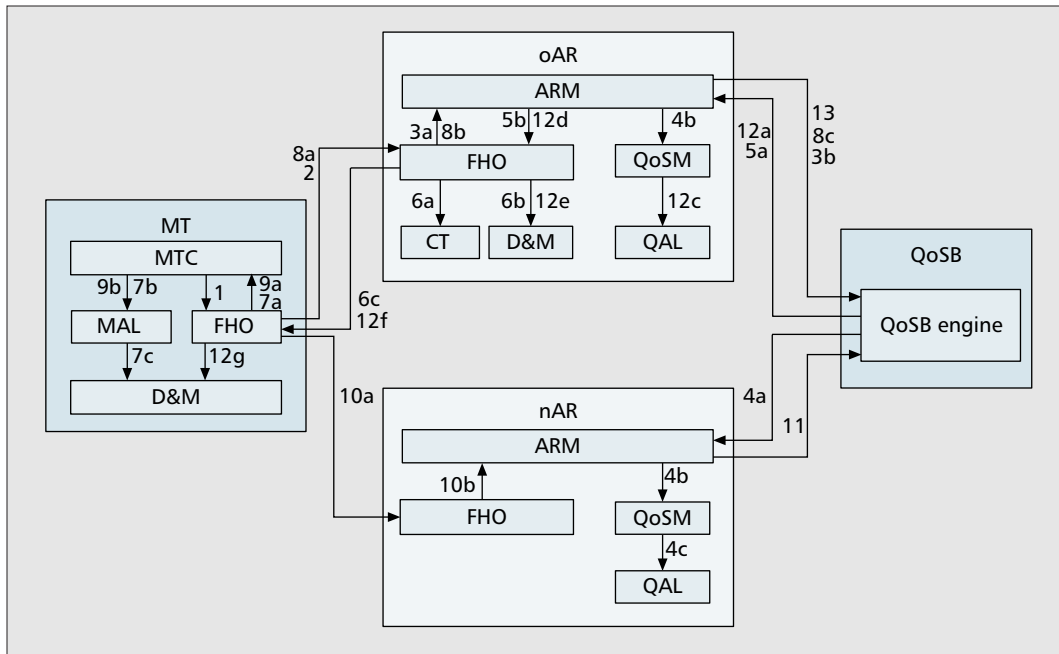 oAR
ARM
3a 8b
5b 12d
4b
FHO
QoSM
6a
6b 12e
12c
CT
D&M
QAL
8a
2
6c
12f
12a
5a
13
8c
3b
MT
MTC
9b 7b
1
9a
7a
MAL
FHO
7c
12g
D&M
QoSB
QoSB engine
10a
4a
11
nAR
ARM
10b
4b
FHO
QoSM
4c
QAL